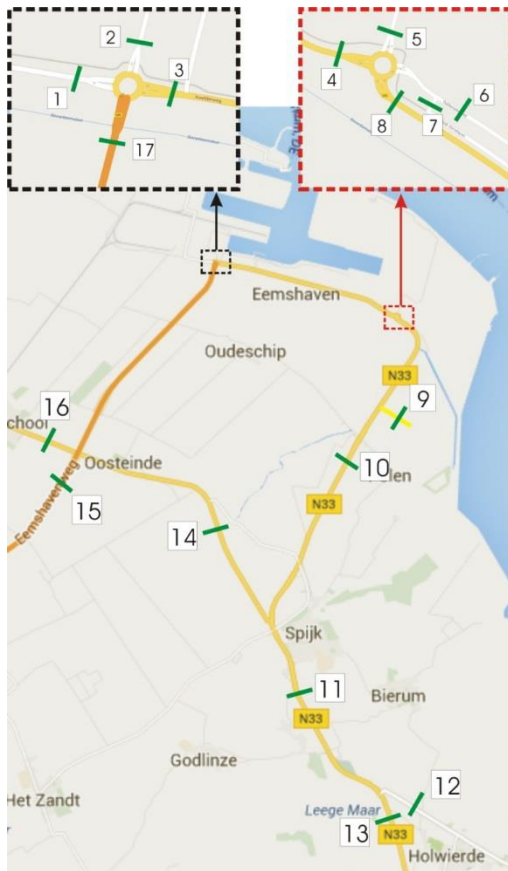 2
3
1
17
5
4
6
8
7
Eemshaven
Oudeschip
N33
9
16
School
Oosteinde
10
15
Eemshavenweg
N33
14
Spijk
11
Bierum
N33
Godlinze
12
Het Zandt
Leege Maar
13
N33
Holwierde